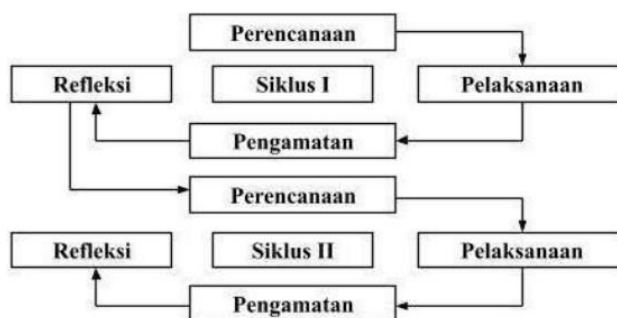 Perencanaan
Refleksi
Siklus I
Pelaksanaan
Pengamatan
Perencanaan
Refleksi
Siklus II
Pelaksanaan
Pengamatan